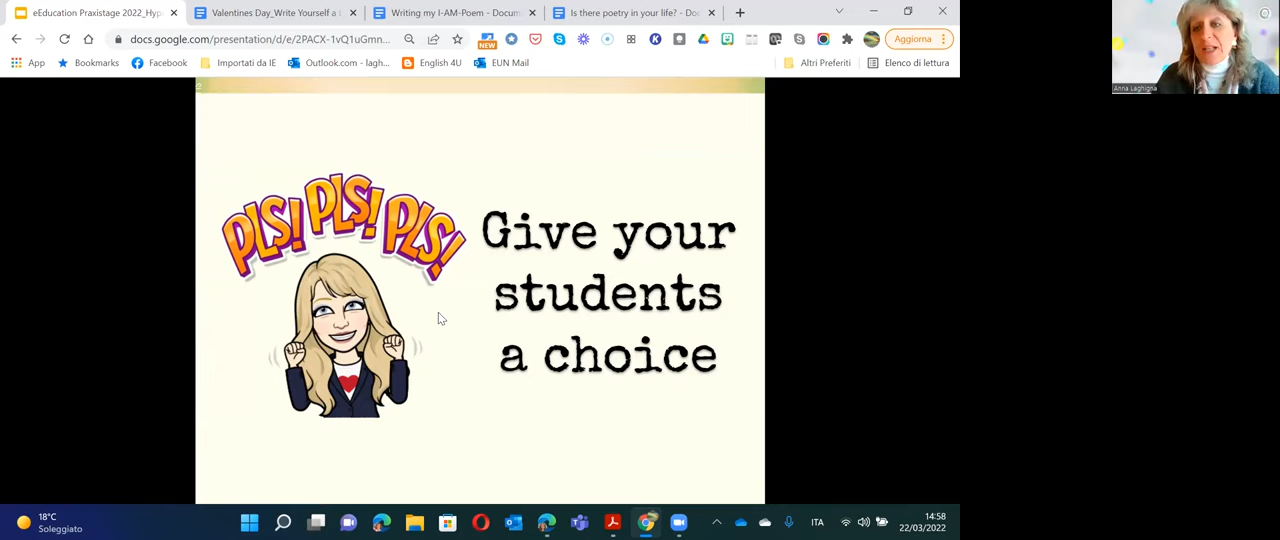 eEducation Praxistage 2022_Hyp
Valentines Day_Write Yourself a
Writing my I-AM-Poem - Docum
Is there poetry in your life? - Do
docs.google.com/presentation/d/e/2PACX-1vQ1uGmn...
NEW
Aggiorna
App
Bookmarks
Facebook
Importati da IE
Outlook.com - lagh...
English 4U
EUN Mail
Altri Preferiti
Elenco di lettura
Anna Laghigna
22
PLS! PLS! PLS!
Give your
students
a choice
18°C
Soleggiato
ITA
14:58
22/03/2022